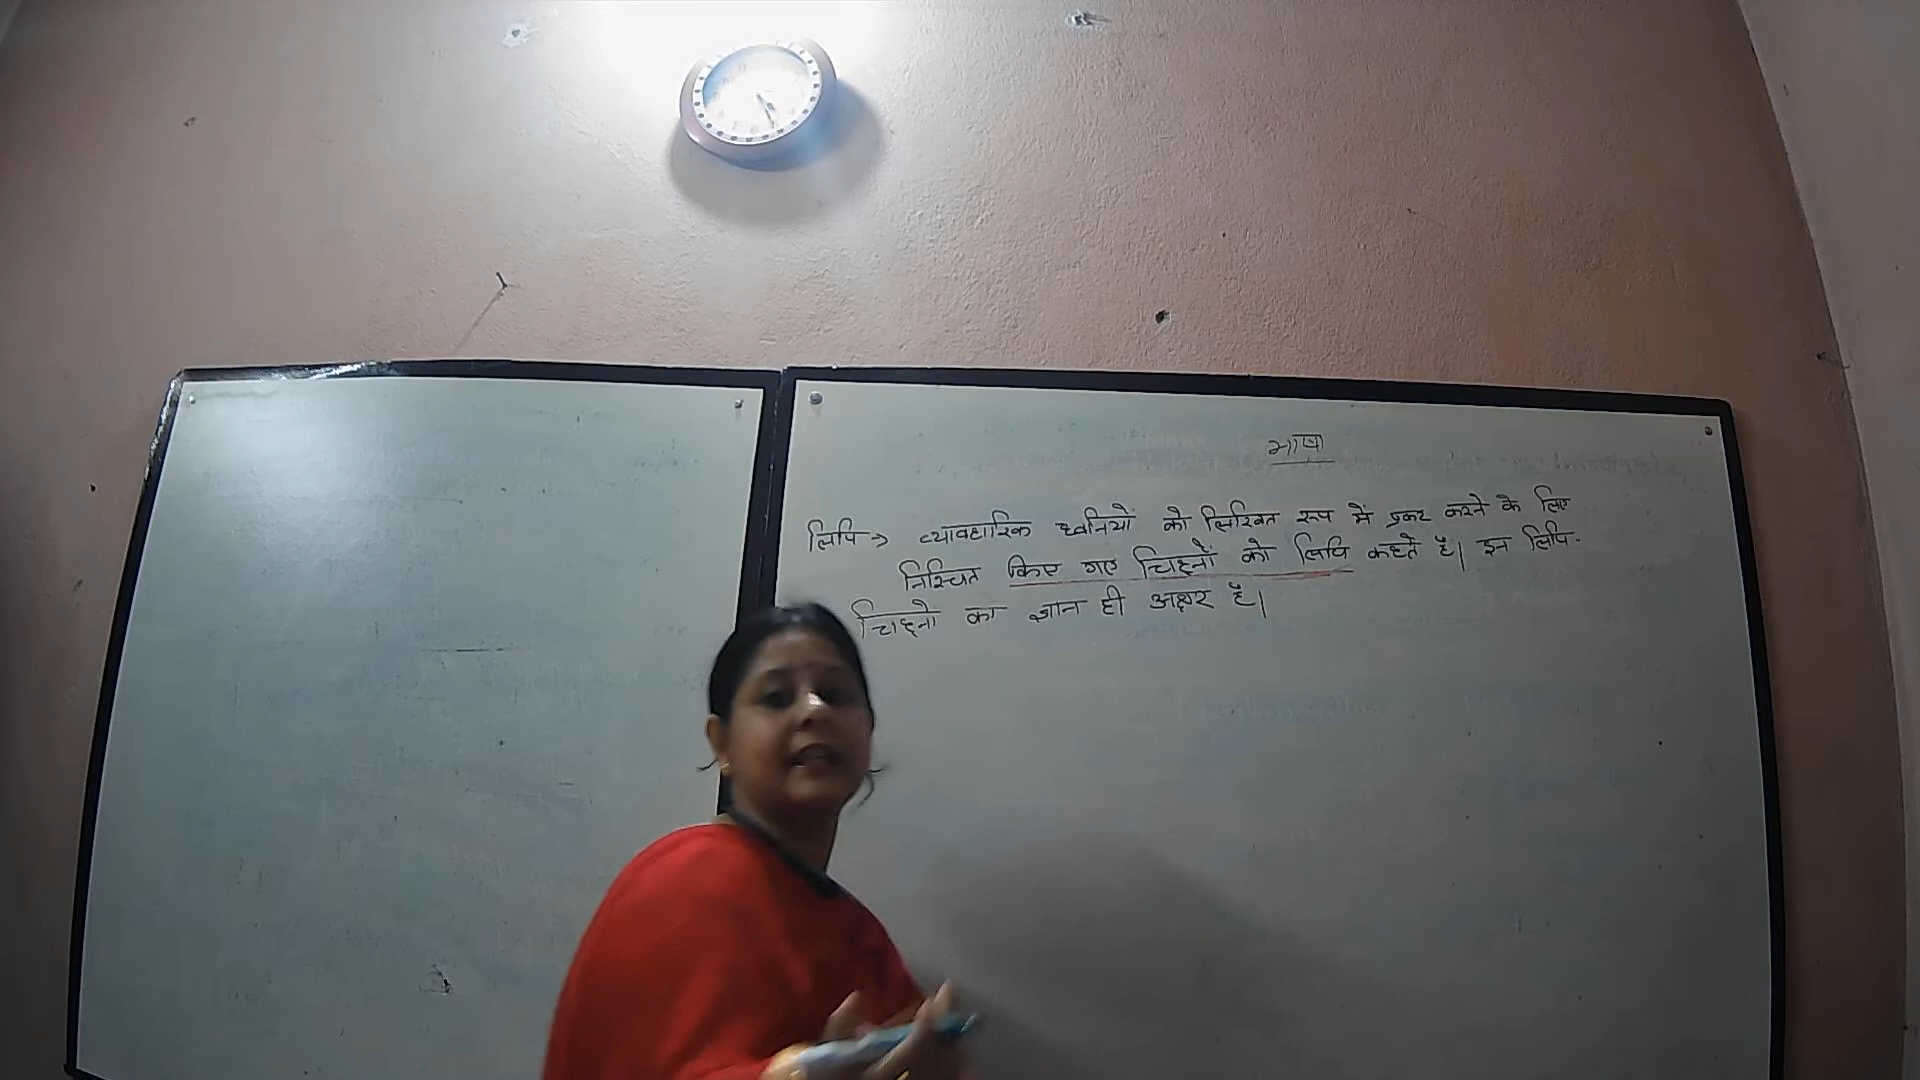 भाषा
लिपि → व्यावहारिक ध्वनियों को लिखित रूप में प्रकट करने के लिए
निश्चित किए गए चिह्नों को लिपि कहते हैं। इन लिपि-
चिह्नो का ज्ञान ही अक्षर है।